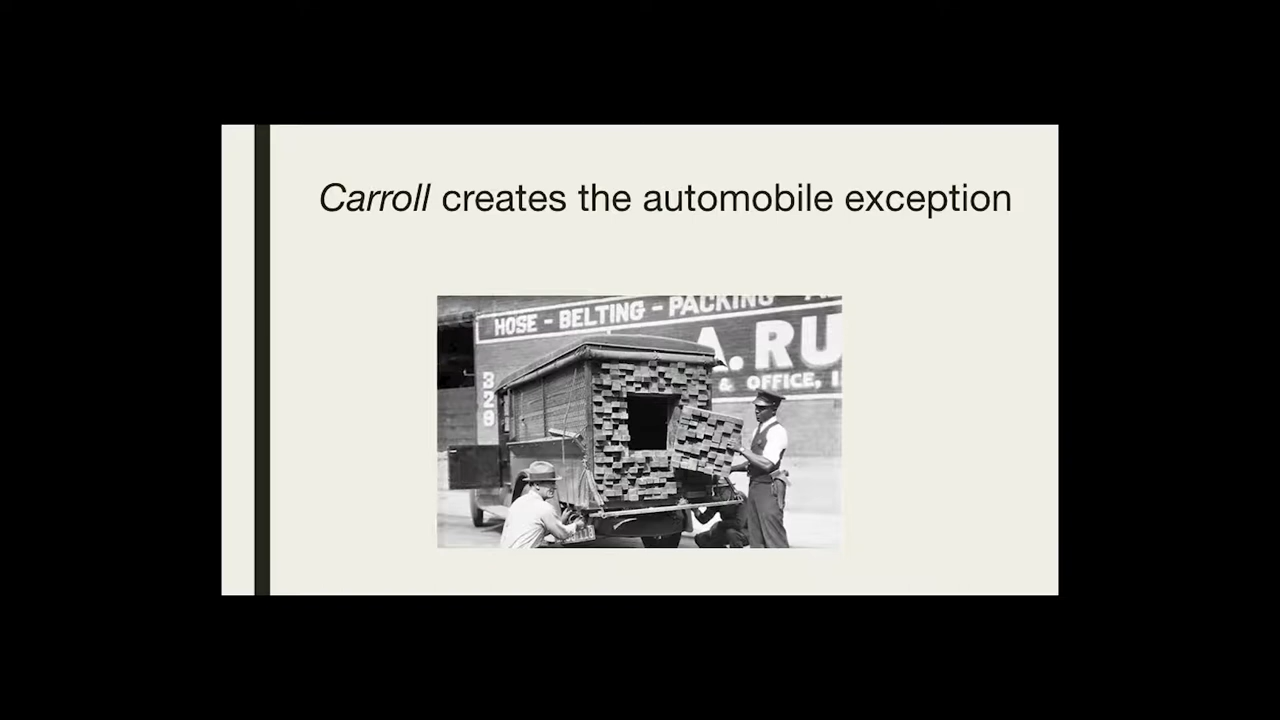 Carroll creates the automobile exception
HOSE - BELTING - PACKING
A. RU
& OFFICE, I
329